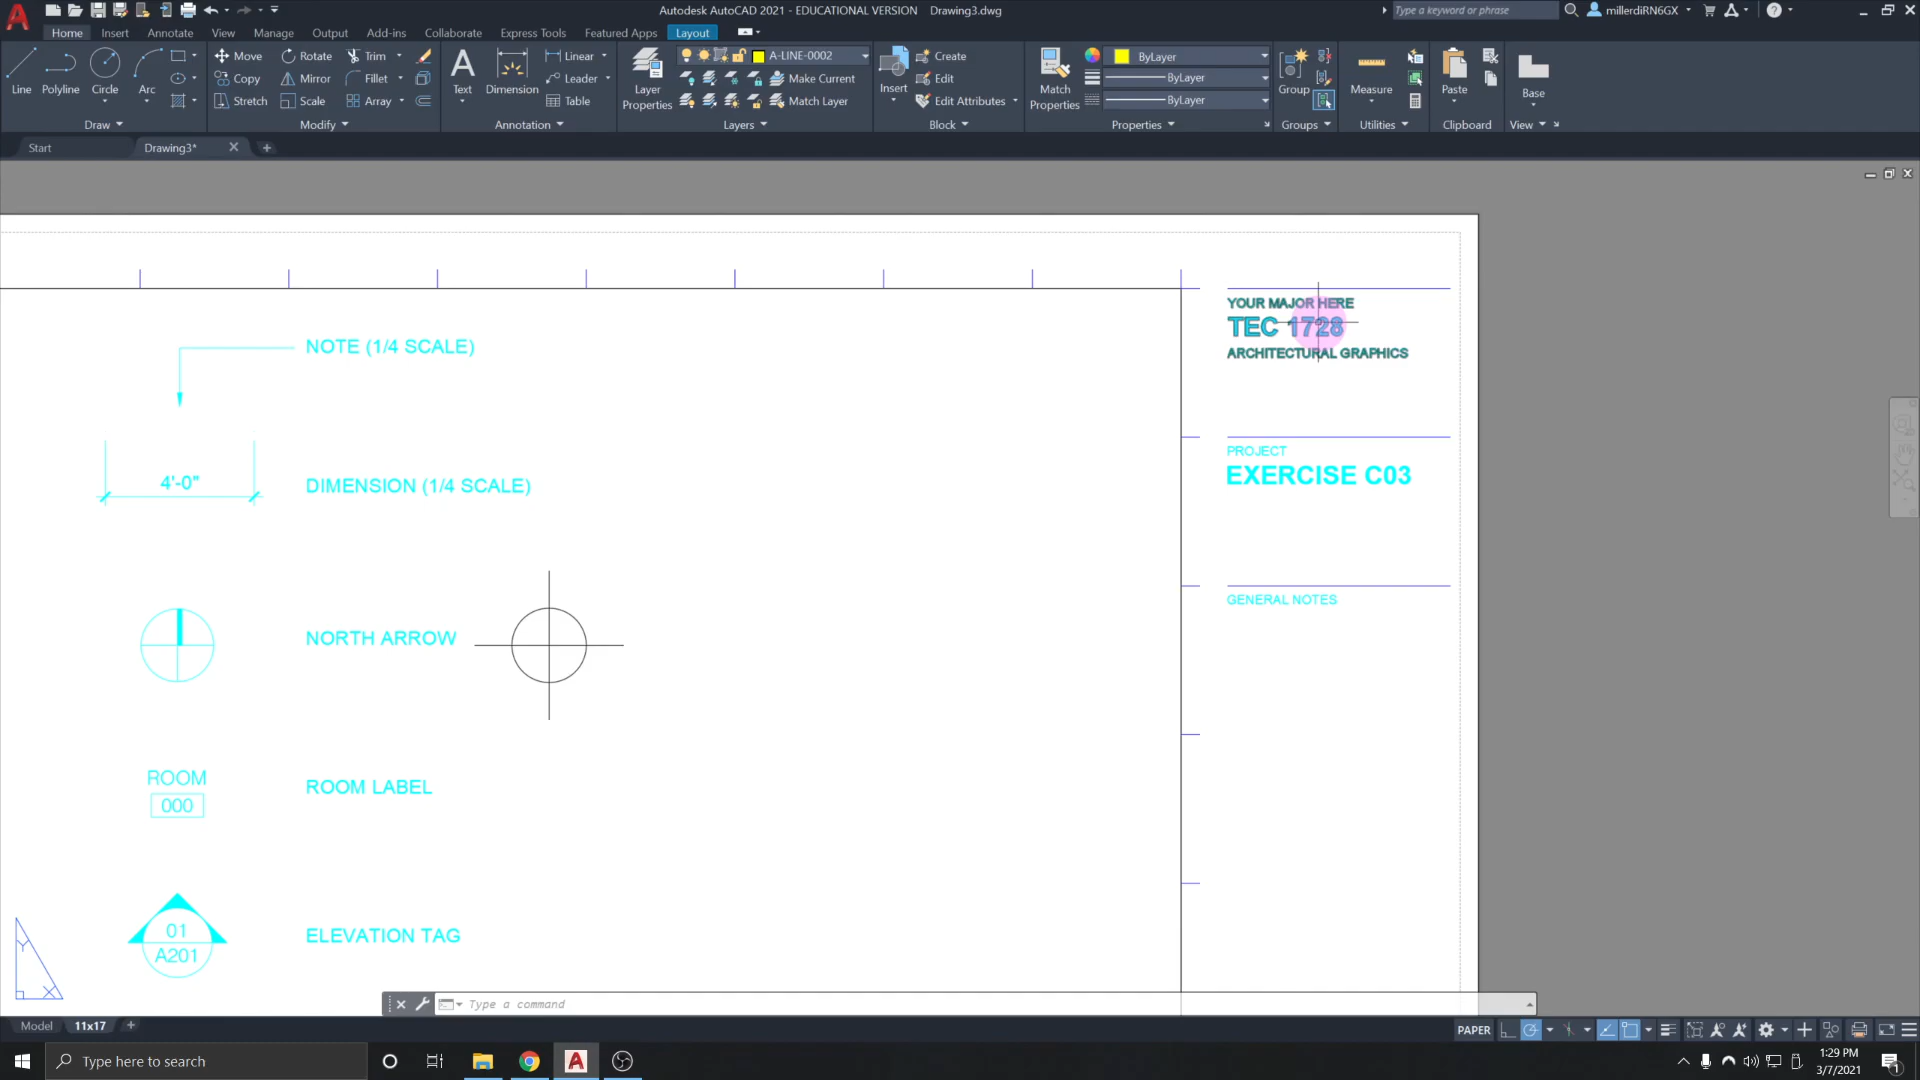 Autodesk AutoCAD 2021 - EDUCATIONAL VERSION Drawing3.dwg
Type a keyword or phrase
millerdiRN6GX
Home Insert Annotate View Manage Output Add-ins Collaborate Express Tools Featured Apps Layout
Line Polyline Circle Arc
Move Rotate Trim
Copy Mirror Fillet
Stretch Scale Array
Text Dimension
Linear
Leader
Table
Layer Properties
A-LINE-0002
Make Current
Match Layer
Insert
Create
Edit
Edit Attributes
Match Properties
ByLayer
ByLayer
ByLayer
Group
Measure
Paste
Base
Draw Modify Annotation Layers Block Properties Groups Utilities Clipboard View
Start Drawing3*
NOTE (1/4 SCALE)
4'-0"
DIMENSION (1/4 SCALE)
NORTH ARROW
ROOM
000
ROOM LABEL
01
A201
ELEVATION TAG
Y
X
YOUR MAJOR HERE
TEC 1728
ARCHITECTURAL GRAPHICS
PROJECT
EXERCISE C03
GENERAL NOTES
Type a command
Model 11x17
PAPER
Type here to search
1:29 PM
3/7/2021
1